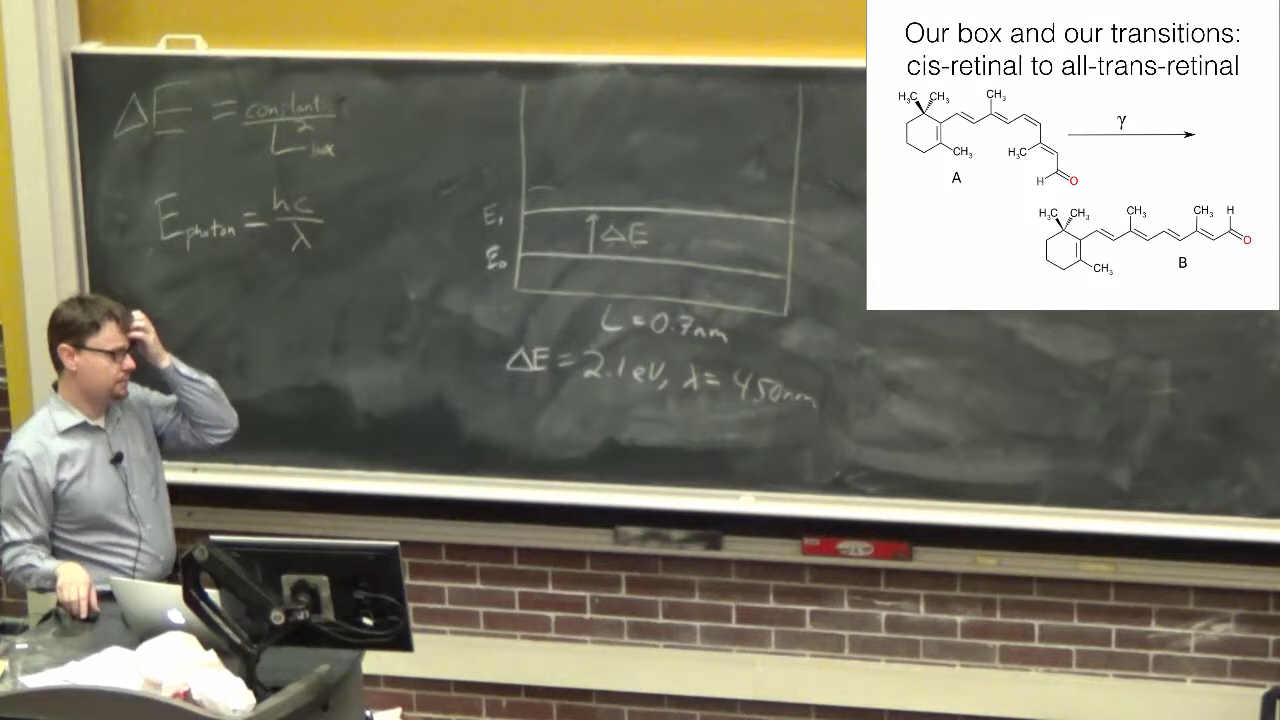 ΔE = constant / L²box
Ephoton = hc / λ
E₁
ΔE
E₀
L = 0.7nm
ΔE = 2.1eV, λ = 450nm
Our box and our transitions:
cis-retinal to all-trans-retinal
H₃C CH₃ CH₃
γ
CH₃ H₃C
A H O
H₃C CH₃ CH₃ CH₃ H
O
CH₃ B